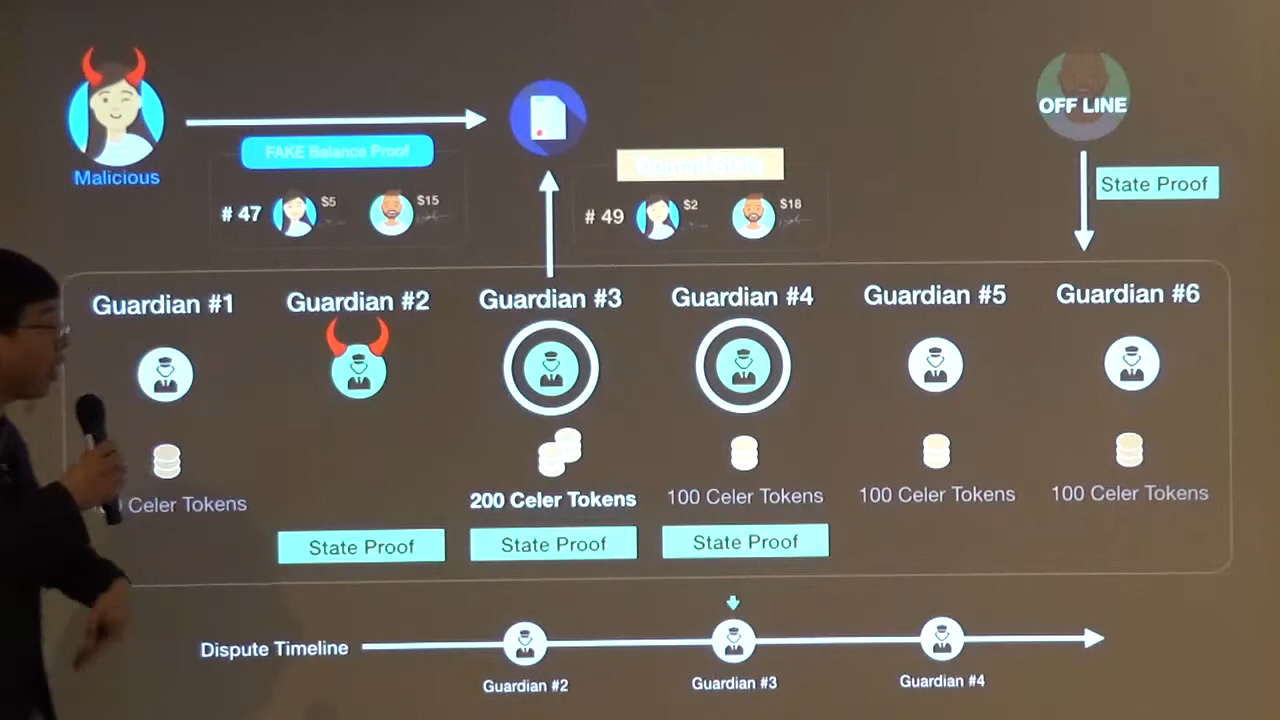 OFF LINE
Malicious
FAKE Balance Proof
Current State
State Proof
# 47
$5
$15
# 49
$2
$18
Guardian #1
Guardian #2
Guardian #3
Guardian #4
Guardian #5
Guardian #6
Celer Tokens
200 Celer Tokens
100 Celer Tokens
100 Celer Tokens
100 Celer Tokens
State Proof
State Proof
State Proof
Dispute Timeline
Guardian #2
Guardian #3
Guardian #4